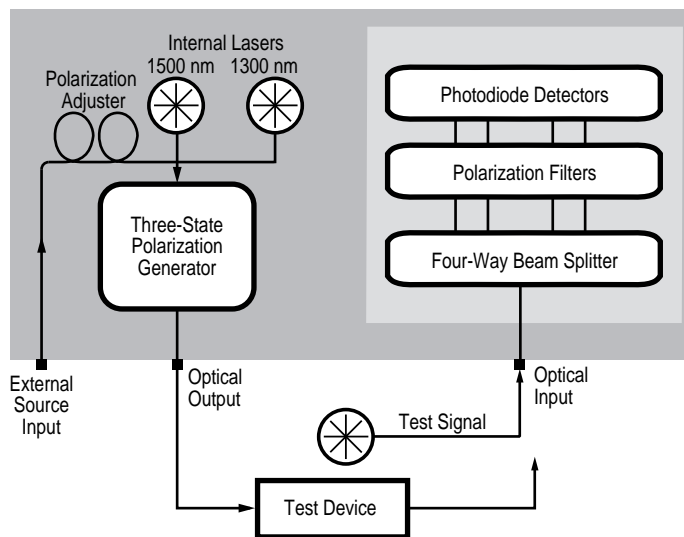 Internal Lasers
1500 nm 1300 nm
Polarization
Adjuster
Photodiode Detectors
Polarization Filters
Four-Way Beam Splitter
Three-State
Polarization
Generator
External
Source
Input
Optical
Output
Optical
Input
Test Signal
Test Device